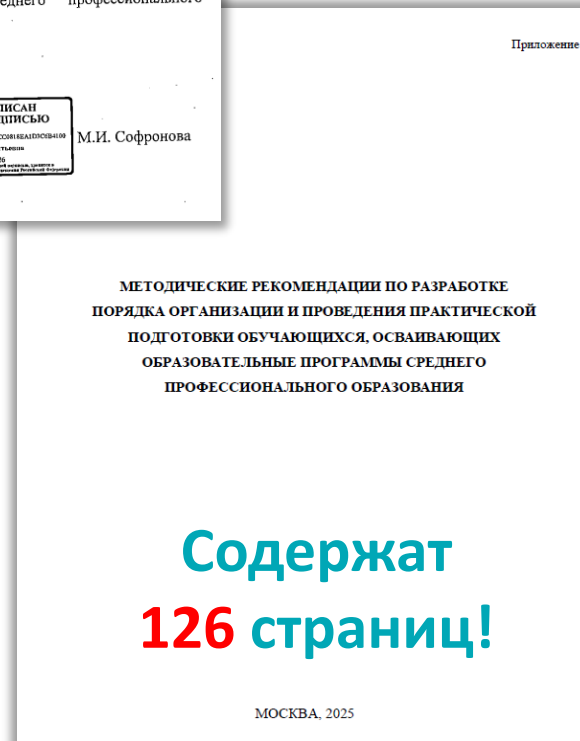 профессионального
М.И. Софронова
Приложение
МЕТОДИЧЕСКИЕ РЕКОМЕНДАЦИИ ПО РАЗРАБОТКЕ
ПОРЯДКА ОРГАНИЗАЦИИ И ПРОВЕДЕНИЯ ПРАКТИЧЕСКОЙ
ПОДГОТОВКИ ОБУЧАЮЩИХСЯ, ОСВАИВАЮЩИХ
ОБРАЗОВАТЕЛЬНЫЕ ПРОГРАММЫ СРЕДНЕГО
ПРОФЕССИОНАЛЬНОГО ОБРАЗОВАНИЯ
Содержат
126 страниц!
МОСКВА, 2025